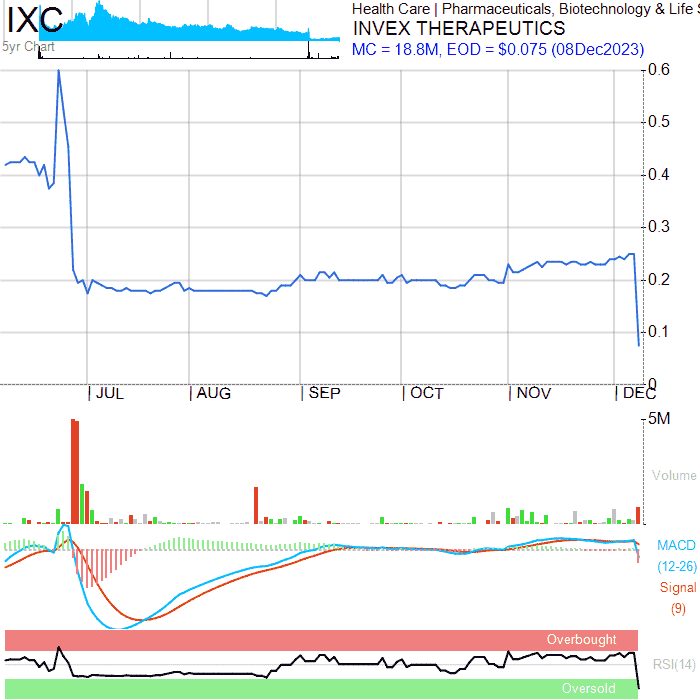 IXC
5yr Chart
Health Care | Pharmaceuticals, Biotechnology & Life S
INVEX THERAPEUTICS
MC = 18.8M, EOD = $0.075 (08Dec2023)
0.6
0.5
0.4
0.3
0.2
0.1
0
JUL AUG SEP OCT NOV DEC
5M
Volume
MACD
(12-26)
Signal
(9)
Overbought
RSI(14)
Oversold